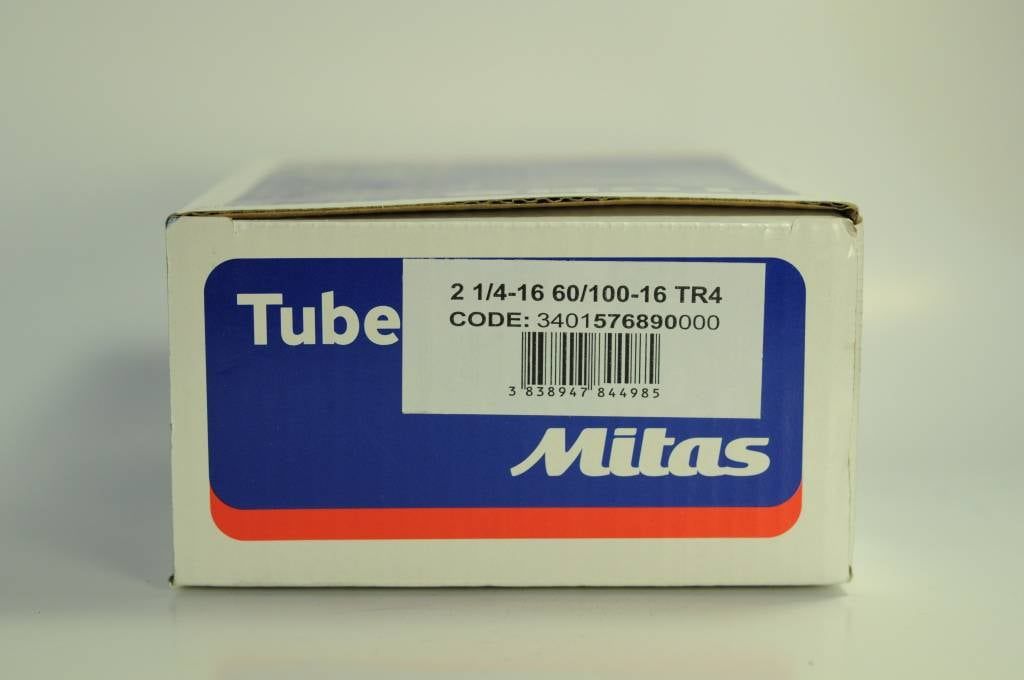 Tube
2 1/4-16 60/100-16 TR4
CODE: 3401576890000
3 838947 844985
Mitas